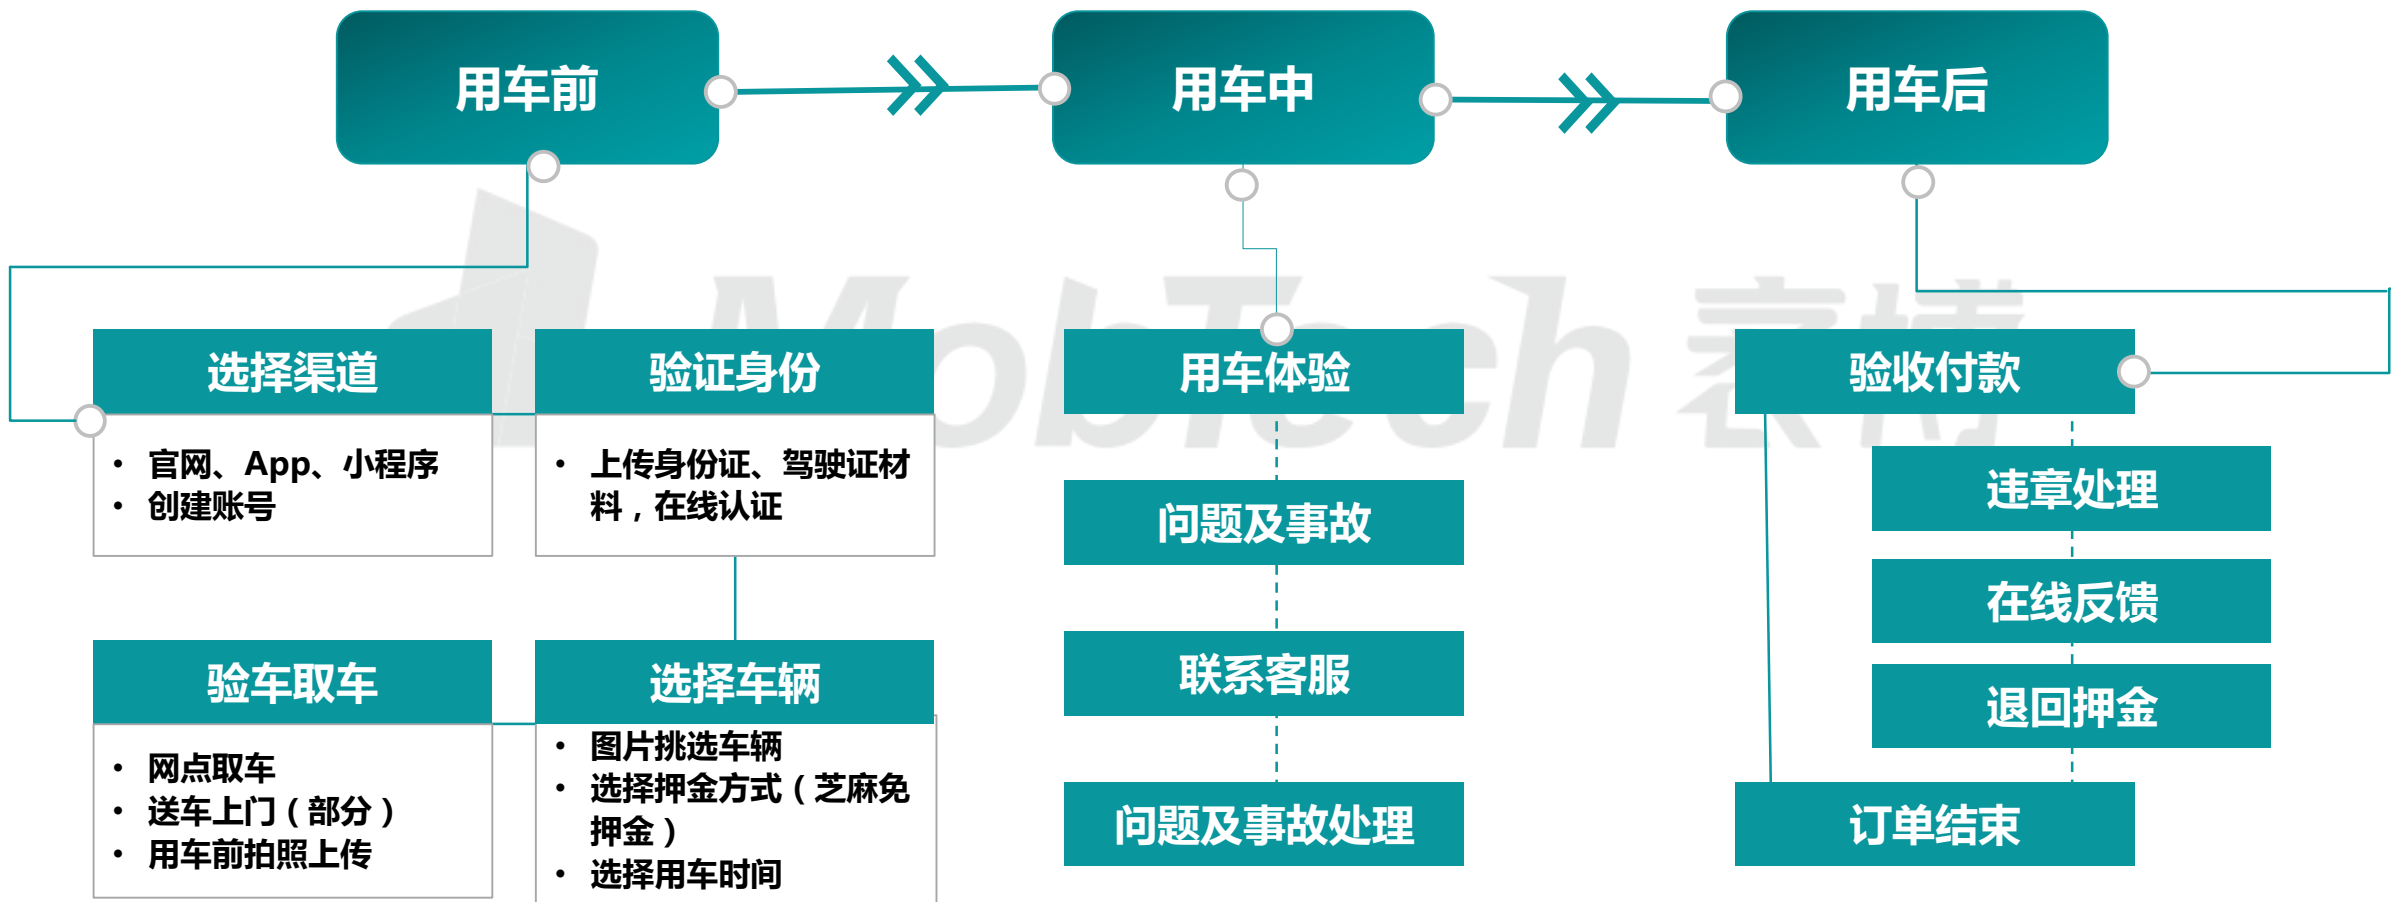 用车前
用车中
用车后
MobTech 袤博
选择渠道
• 官网、App、小程序
• 创建账号
验证身份
• 上传身份证、驾驶证材
料，在线认证
验车取车
• 网点取车
• 送车上门（部分）
• 用车前拍照上传
选择车辆
• 图片挑选车辆
• 选择押金方式（芝麻免
押金）
• 选择用车时间
用车体验
问题及事故
联系客服
问题及事故处理
验收付款
违章处理
在线反馈
退回押金
订单结束